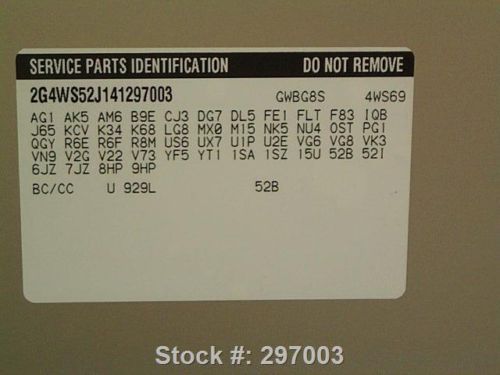 SERVICE PARTS IDENTIFICATION DO NOT REMOVE
2G4WS52J141297003 GWBG8S 4WS69
AG1 AK5 AM6 B9E CJ3 DG7 DL5 FE1 FLT F83 IQB
J65 KCV K34 K68 LG8 MX0 M15 NK5 NU4 OST PG1
QGY R6E R6F R8M US6 UX7 U1P U2E VG6 VG8 VK3
VN9 V2G V22 V73 YF5 YT1 1SA 1SZ 15U 52B 52I
6JZ 7JZ 8HP 9HP
BC/CC U 929L 52B
Stock #: 297003